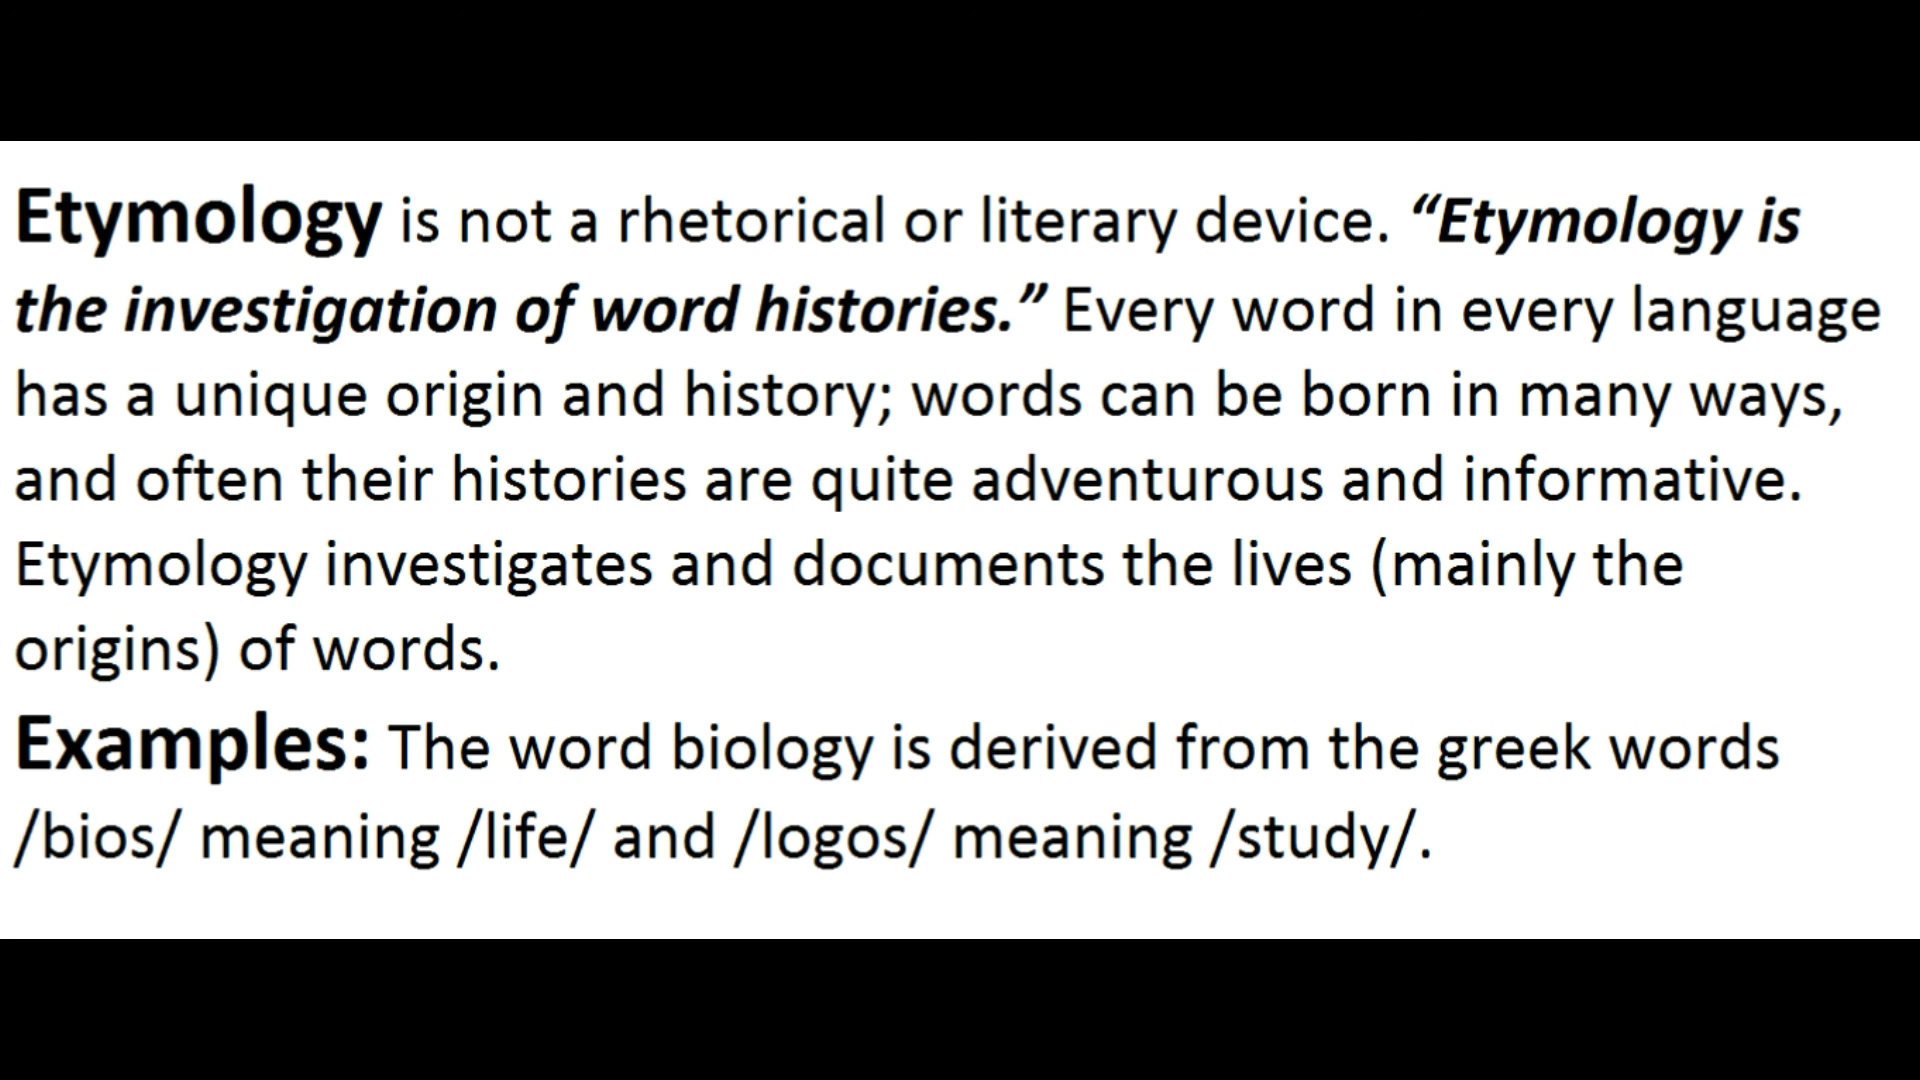 Etymology is not a rhetorical or literary device. “Etymology is
the investigation of word histories.” Every word in every language
has a unique origin and history; words can be born in many ways,
and often their histories are quite adventurous and informative.
Etymology investigates and documents the lives (mainly the
origins) of words.
Examples: The word biology is derived from the greek words
/bios/ meaning /life/ and /logos/ meaning /study/.